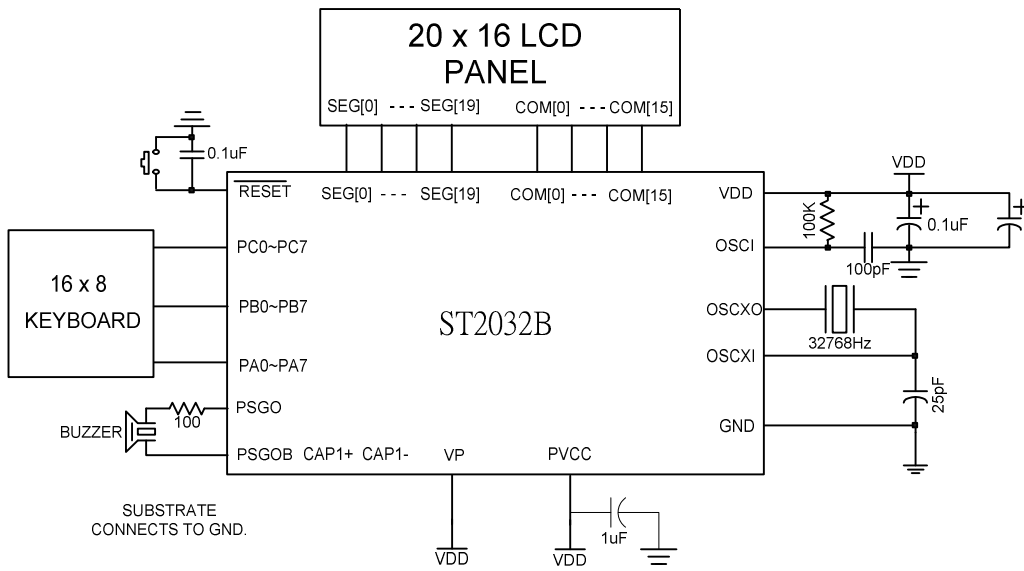 20 x 16 LCD
PANEL
SEG[0] --- SEG[19] COM[0] --- COM[15]
0.1uF
RESET SEG[0] --- SEG[19] COM[0] --- COM[15] VDD
VDD
+ +
100K
0.1uF
PC0~PC7 OSCI
100pF
16 x 8
KEYBOARD
PB0~PB7 ST2032B OSCXO
32768Hz
OSCXI
PA0~PA7
25pF
PSGO
100
GND
BUZZER
PSGOB CAP1+ CAP1- VP PVCC
SUBSTRATE
CONNECTS TO GND.
1uF
VDD VDD